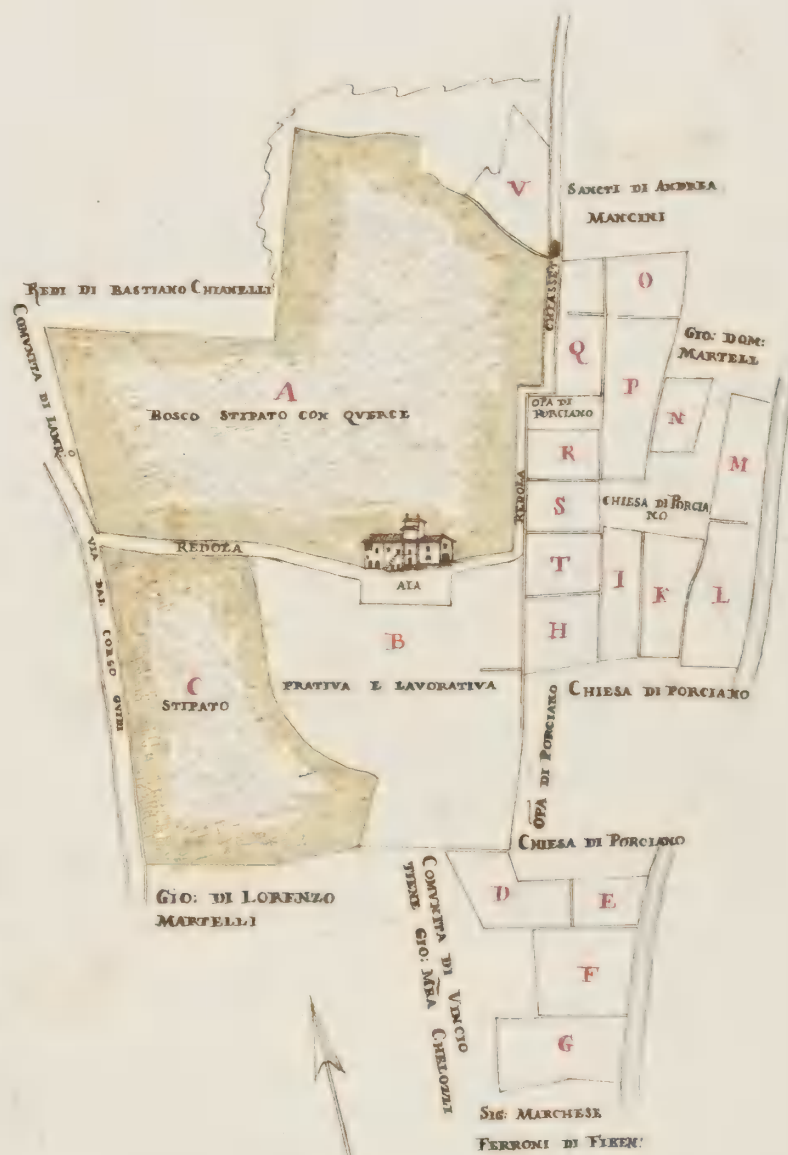 V
SANCTI DI ANDREA
MANCINI
REDI DI BASTIANO CHIANELLI
CHIASSE
O
COMUNITA DI LAMP.O
GIO: DOM:
MARTELL
Q
P
A
BOSCO STIPATO CON QVERCE
OPA DI
PORCIANO
N
M
R
REDOLA
S
CHIESA DI PORCIA
NO
REDOLA
AIA
T
I
K
L
H
B
VIA DAL CORSO
C
STIPATO
PRATIVA E LAVORATIVA
CHIESA DI PORCIANO
OPA DI PORCIANO
CHIESA DI PORCIANO
GIO: DI LORENZO
MARTELLI
COMUNITA DI VINCIO
TIENE GIO: MEA CHELOZZI
D
E
F
G
SIG: MARCHESE
FERRONI DI FIREN: